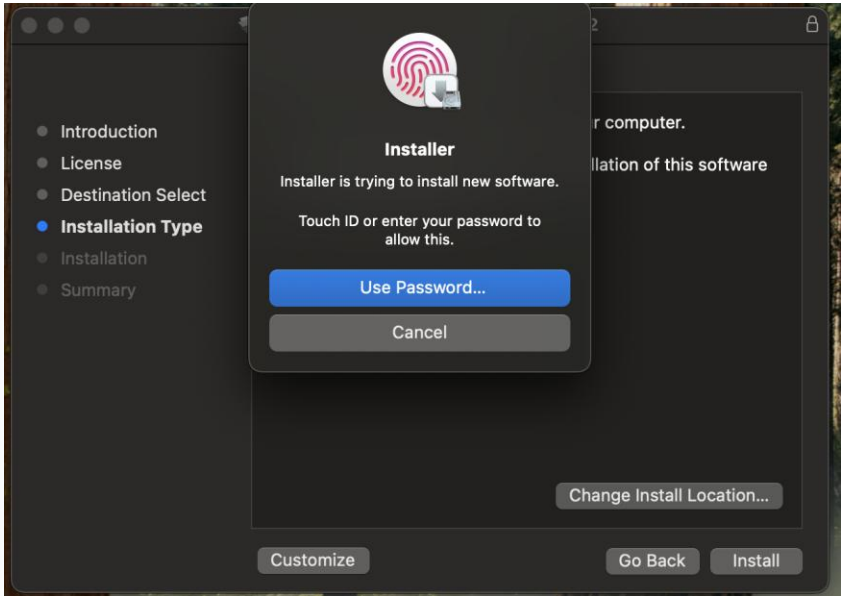 2
Introduction
License
Destination Select
Installation Type
Installation
Summary
Installer
Installer is trying to install new software.
Touch ID or enter your password to
allow this.
Use Password...
Cancel
r computer.
llation of this software
Change Install Location...
Customize
Go Back
Install